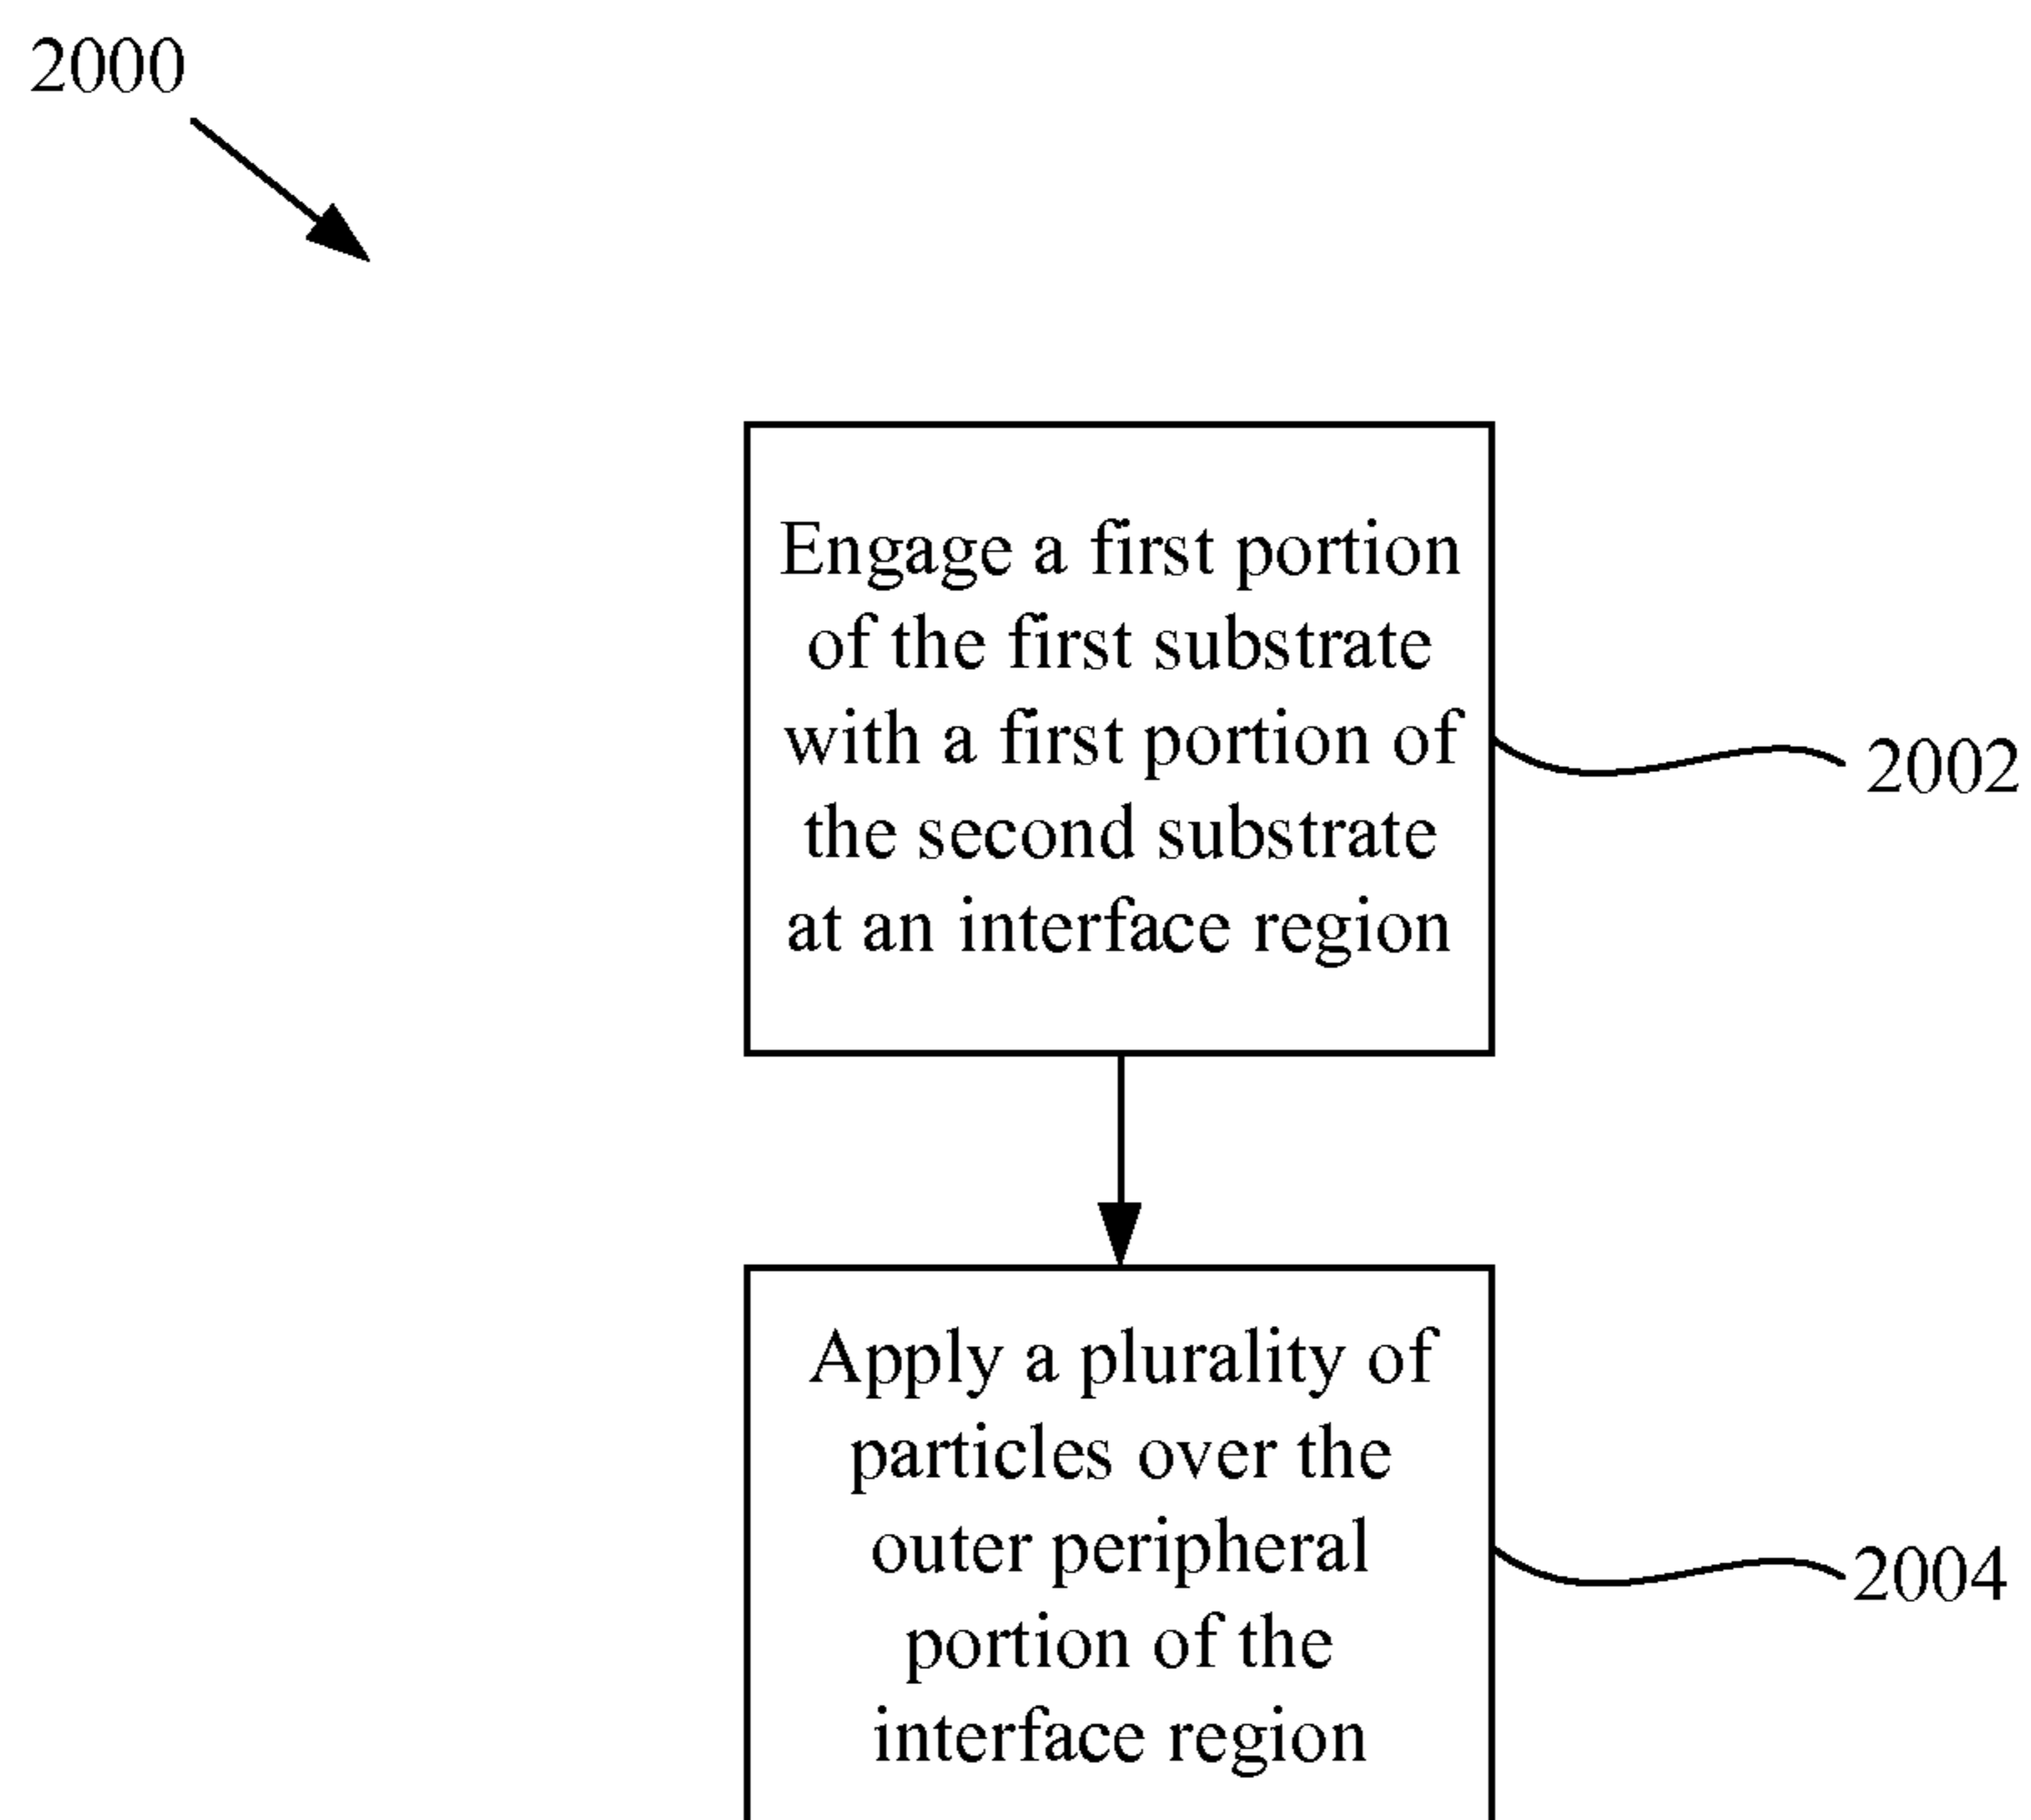 2000
Engage a first portion
of the first substrate
with a first portion of
the second substrate
at an interface region
2002
Apply a plurality of
particles over the
outer peripheral
portion of the
interface region
2004